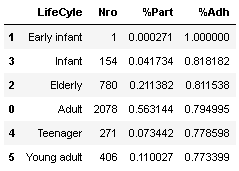 LifeCyle Nro %Part %Adh
1 Early infant 1 0.000271 1.000000
3 Infant 154 0.041734 0.818182
2 Elderly 780 0.211382 0.811538
0 Adult 2078 0.563144 0.794995
4 Teenager 271 0.073442 0.778598
5 Young adult 406 0.110027 0.773399